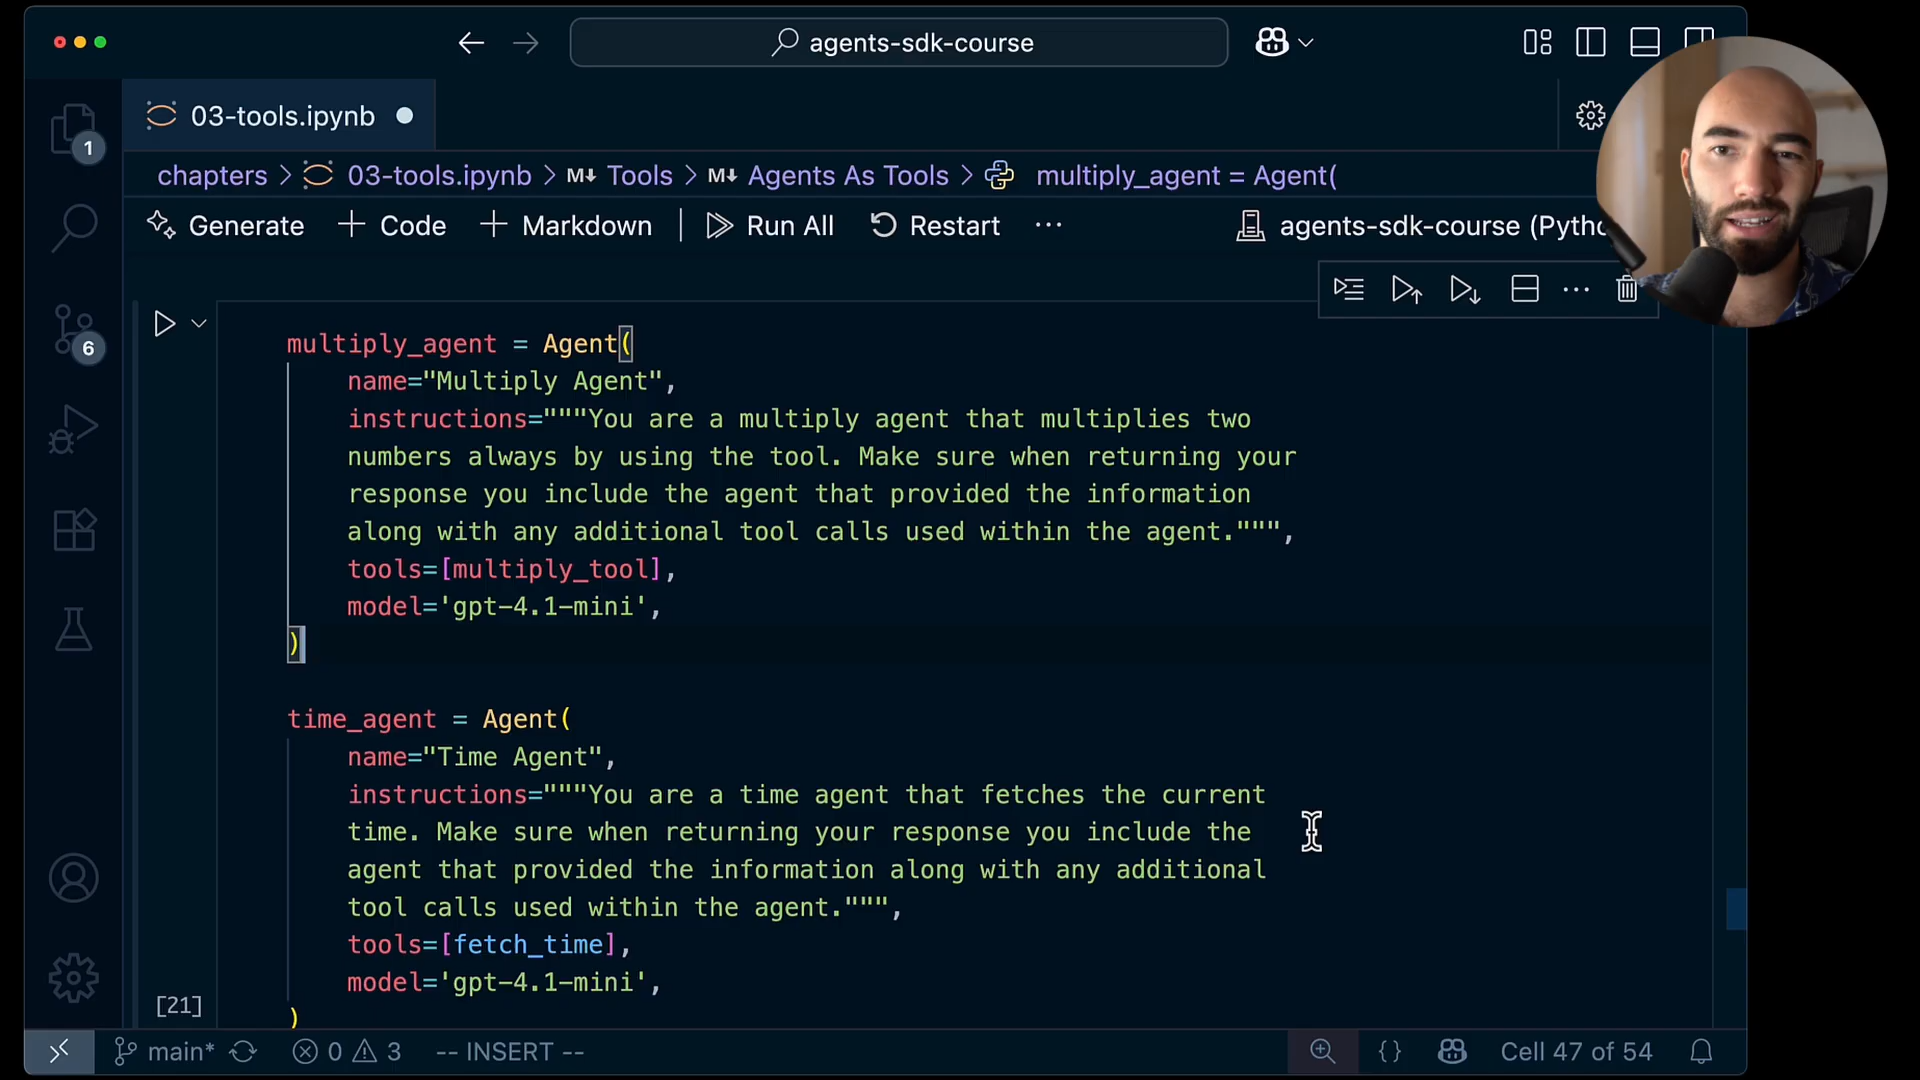 agents-sdk-course
03-tools.ipynb
1
chapters > 03-tools.ipynb > M↓ Tools > M↓ Agents As Tools > multiply_agent = Agent(
Generate + Code + Markdown | Run All Restart ···
agents-sdk-course (Pytho
6
multiply_agent = Agent(
name="Multiply Agent",
instructions="""You are a multiply agent that multiplies two
numbers always by using the tool. Make sure when returning your
response you include the agent that provided the information
along with any additional tool calls used within the agent.""",
tools=[multiply_tool],
model='gpt-4.1-mini',
)
time_agent = Agent(
name="Time Agent",
instructions="""You are a time agent that fetches the current
time. Make sure when returning your response you include the
agent that provided the information along with any additional
tool calls used within the agent.""",
tools=[fetch_time],
model='gpt-4.1-mini',
[21]
)
main* 0 3 -- INSERT -- {} Cell 47 of 54